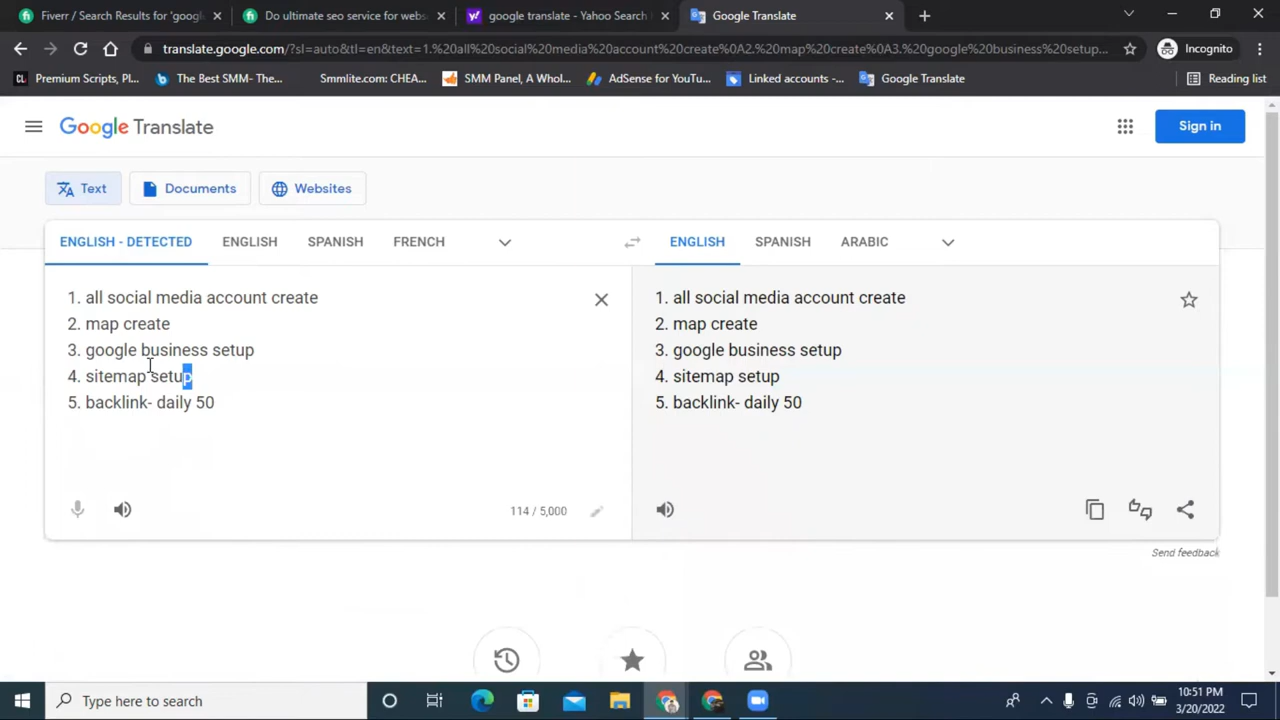 Fiverr / Search Results for 'goog
Do ultimate seo service for webs
google translate - Yahoo Search
Google Translate
translate.google.com/?sl=auto&tl=en&text=1.%20all%20social%20media%20account%20create%0A2.%20map%20create%0A3.%20google%20business%20setup...
Incognito
Premium Scripts, Pl...
The Best SMM- The...
Smmlite.com: CHEA...
SMM Panel, A Whol...
AdSense for YouTu...
Linked accounts -...
Google Translate
Reading list
Google Translate
Sign in
Text
Documents
Websites
ENGLISH - DETECTED
ENGLISH
SPANISH
FRENCH
ENGLISH
SPANISH
ARABIC
1. all social media account create
2. map create
3. google business setup
4. sitemap setup
5. backlink- daily 50
114 / 5,000
1. all social media account create
2. map create
3. google business setup
4. sitemap setup
5. backlink- daily 50
Send feedback
Type here to search
10:51 PM
3/20/2022